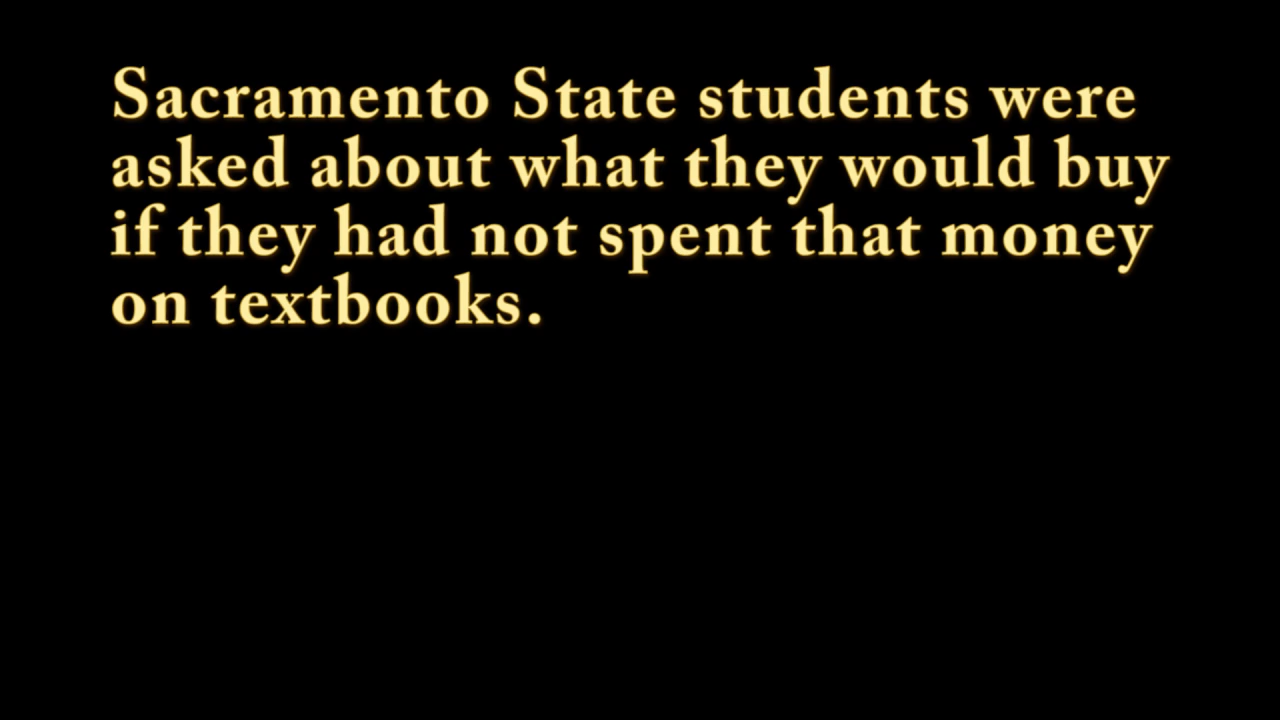 Sacramento State students were
asked about what they would buy
if they had not spent that money
on textbooks.